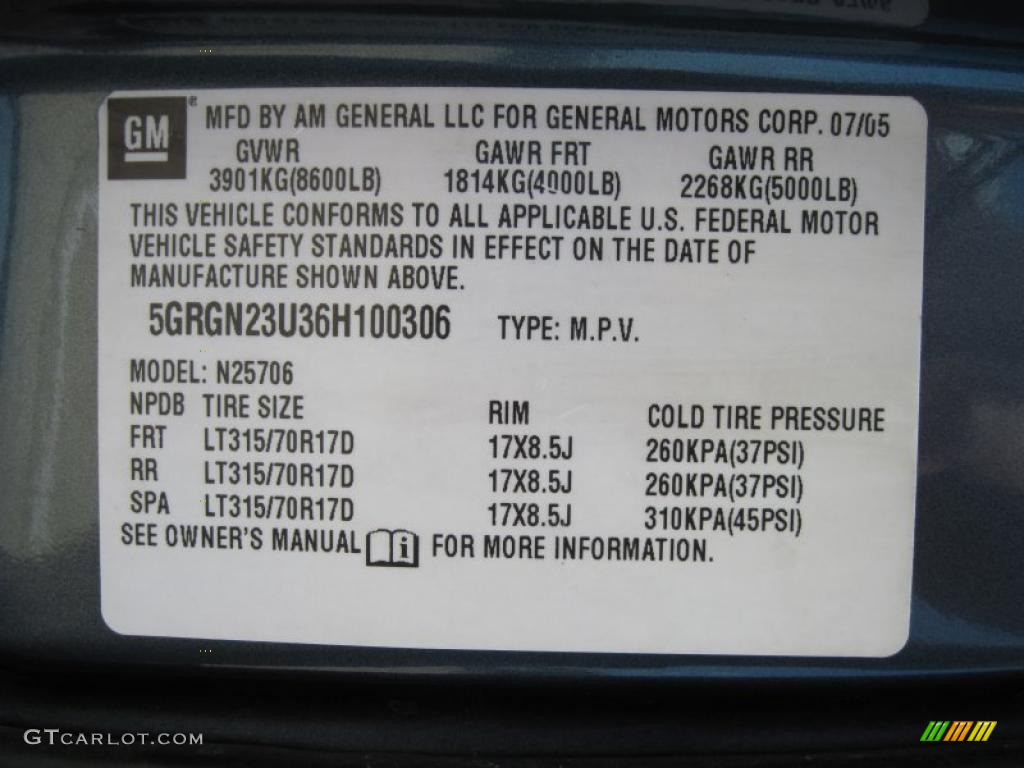 GM ® MFD BY AM GENERAL LLC FOR GENERAL MOTORS CORP. 07/05
GVWR GAWR FRT GAWR RR
3901KG(8600LB) 1814KG(4000LB) 2268KG(5000LB)
THIS VEHICLE CONFORMS TO ALL APPLICABLE U.S. FEDERAL MOTOR
VEHICLE SAFETY STANDARDS IN EFFECT ON THE DATE OF
MANUFACTURE SHOWN ABOVE.
5GRGN23U36H100306 TYPE: M.P.V.
MODEL: N25706
NPDB TIRE SIZE RIM COLD TIRE PRESSURE
FRT LT315/70R17D 17X8.5J 260KPA(37PSI)
RR LT315/70R17D 17X8.5J 260KPA(37PSI)
SPA LT315/70R17D 17X8.5J 310KPA(45PSI)
SEE OWNER'S MANUAL i FOR MORE INFORMATION.
GTCARLOT.COM